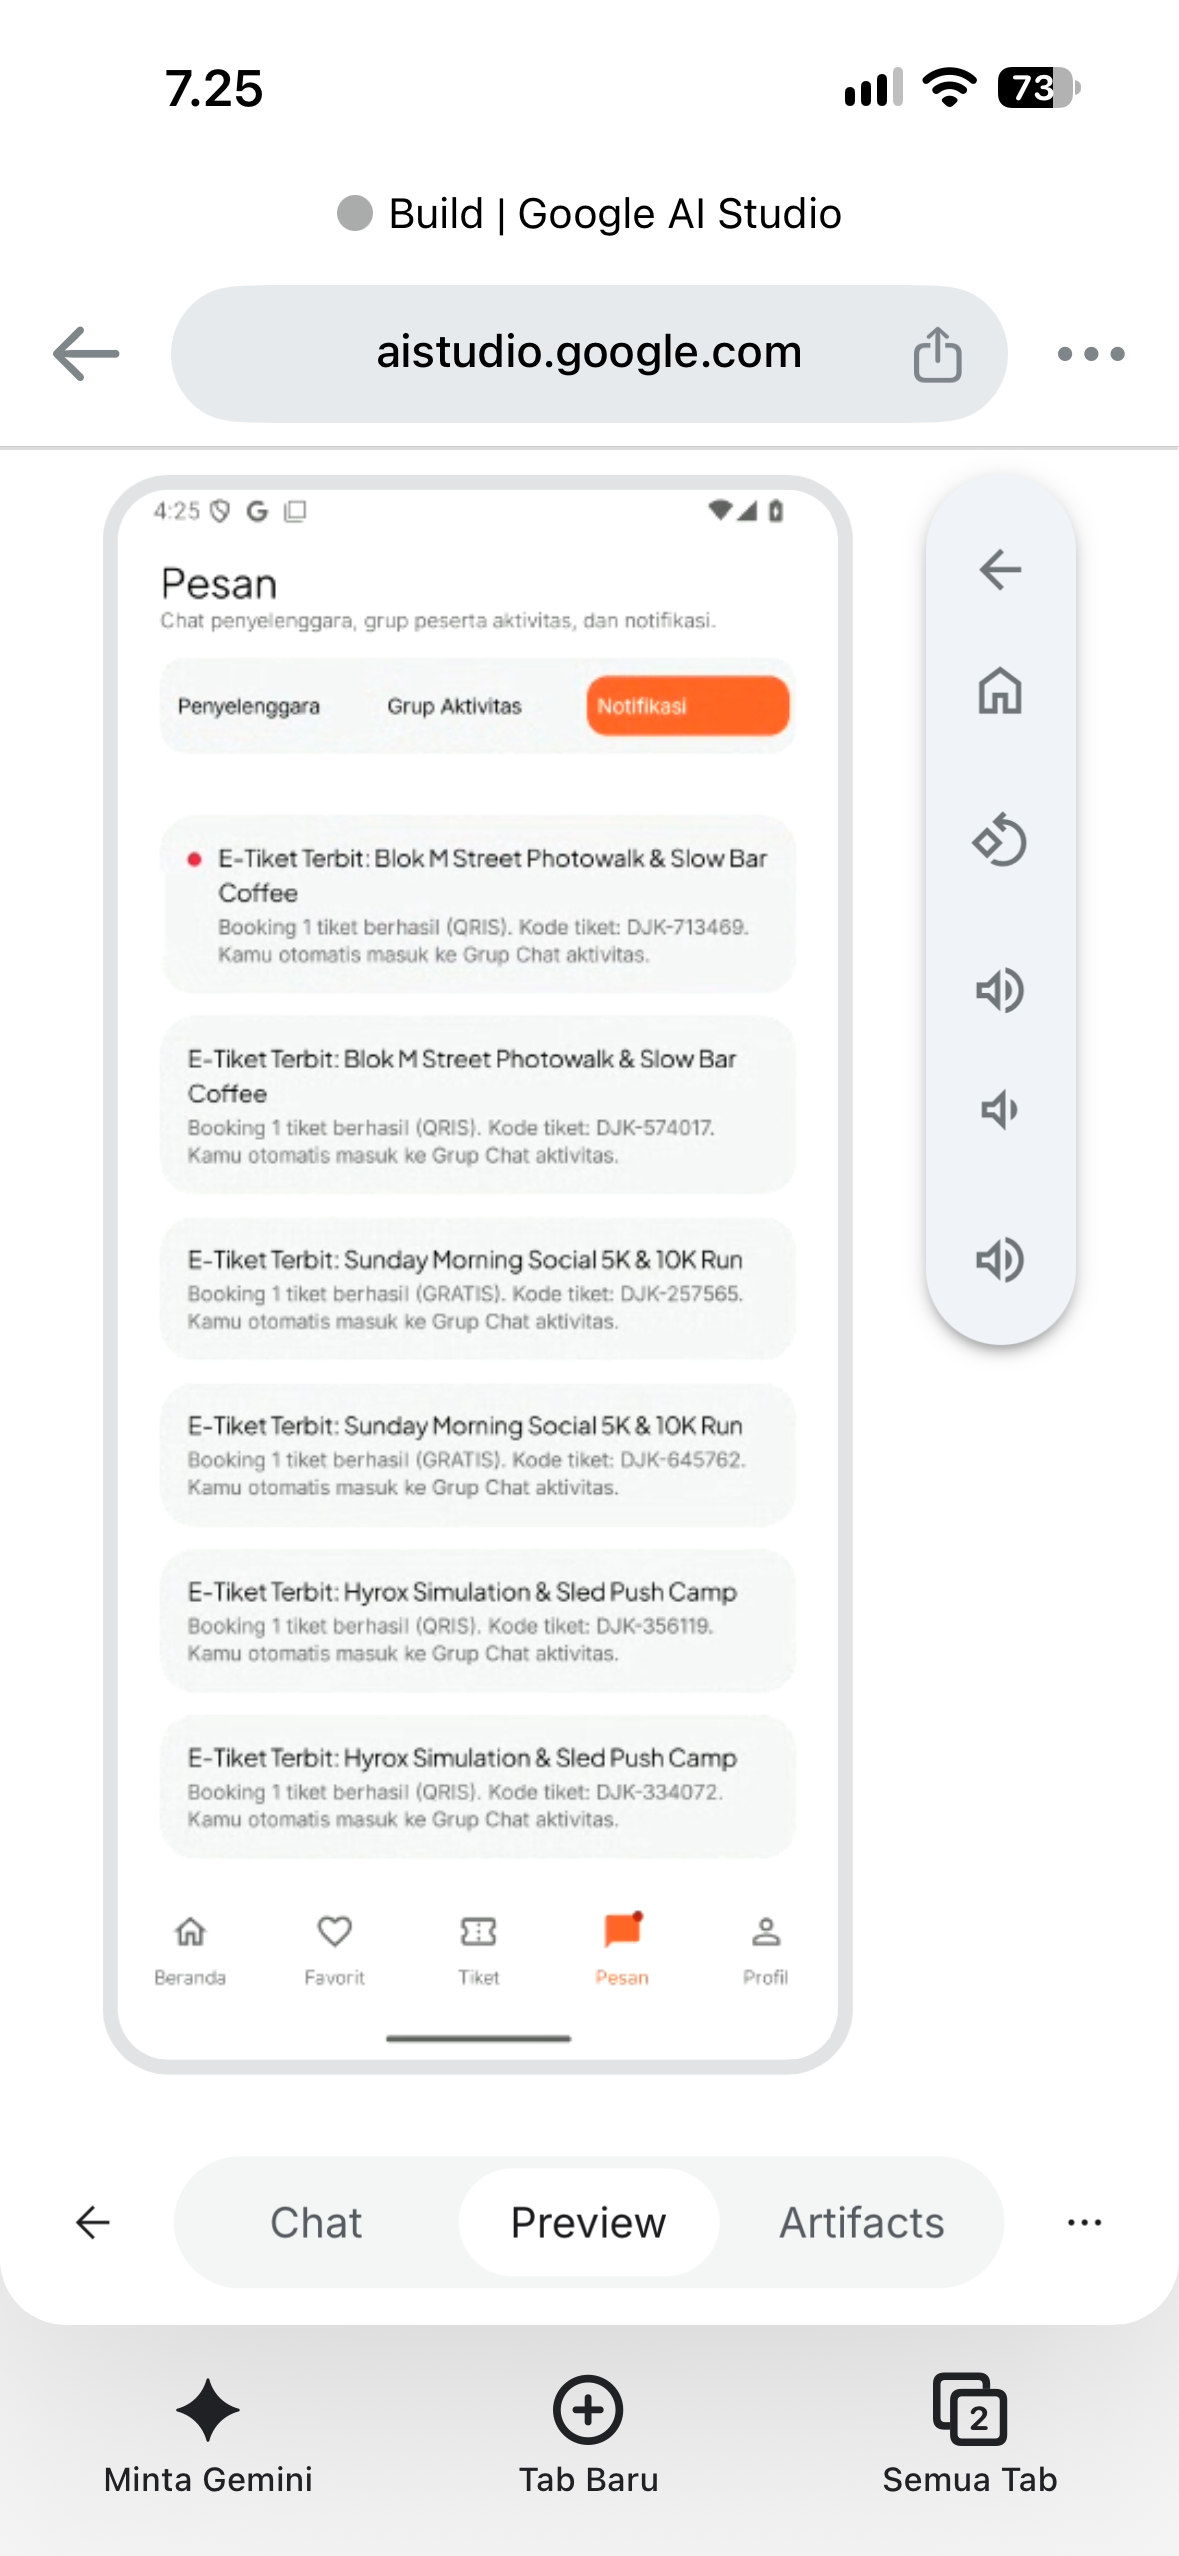 7.25
73
Build | Google AI Studio
aistudio.google.com
4:25
Pesan
Chat penyelenggara, grup peserta aktivitas, dan notifikasi.
Penyelenggara
Grup Aktivitas
Notifikasi
E-Tiket Terbit: Blok M Street Photowalk & Slow Bar
Coffee
Booking 1 tiket berhasil (QRIS). Kode tiket: DJK-713469.
Kamu otomatis masuk ke Grup Chat aktivitas.
E-Tiket Terbit: Blok M Street Photowalk & Slow Bar
Coffee
Booking 1 tiket berhasil (QRIS). Kode tiket: DJK-574017.
Kamu otomatis masuk ke Grup Chat aktivitas.
E-Tiket Terbit: Sunday Morning Social 5K & 10K Run
Booking 1 tiket berhasil (GRATIS). Kode tiket: DJK-257565.
Kamu otomatis masuk ke Grup Chat aktivitas.
E-Tiket Terbit: Sunday Morning Social 5K & 10K Run
Booking 1 tiket berhasil (GRATIS). Kode tiket: DJK-645762.
Kamu otomatis masuk ke Grup Chat aktivitas.
E-Tiket Terbit: Hyrox Simulation & Sled Push Camp
Booking 1 tiket berhasil (QRIS). Kode tiket: DJK-356119.
Kamu otomatis masuk ke Grup Chat aktivitas.
E-Tiket Terbit: Hyrox Simulation & Sled Push Camp
Booking 1 tiket berhasil (QRIS). Kode tiket: DJK-334072.
Kamu otomatis masuk ke Grup Chat aktivitas.
Beranda
Favorit
Tiket
Pesan
Profil
Chat
Preview
Artifacts
2
Minta Gemini
Tab Baru
Semua Tab